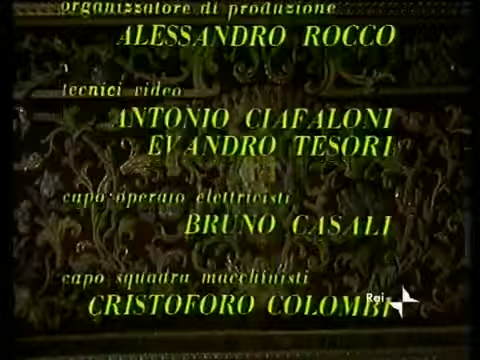 organizzatore di produzione
ALESSANDRO ROCCO
tecnici video
ANTONIO CIAFALONI
EVANDRO TESORI
capo operaio elettricisti
BRUNO CASALI
capo squadra macchinisti
CRISTOFORO COLOMBI
Rai